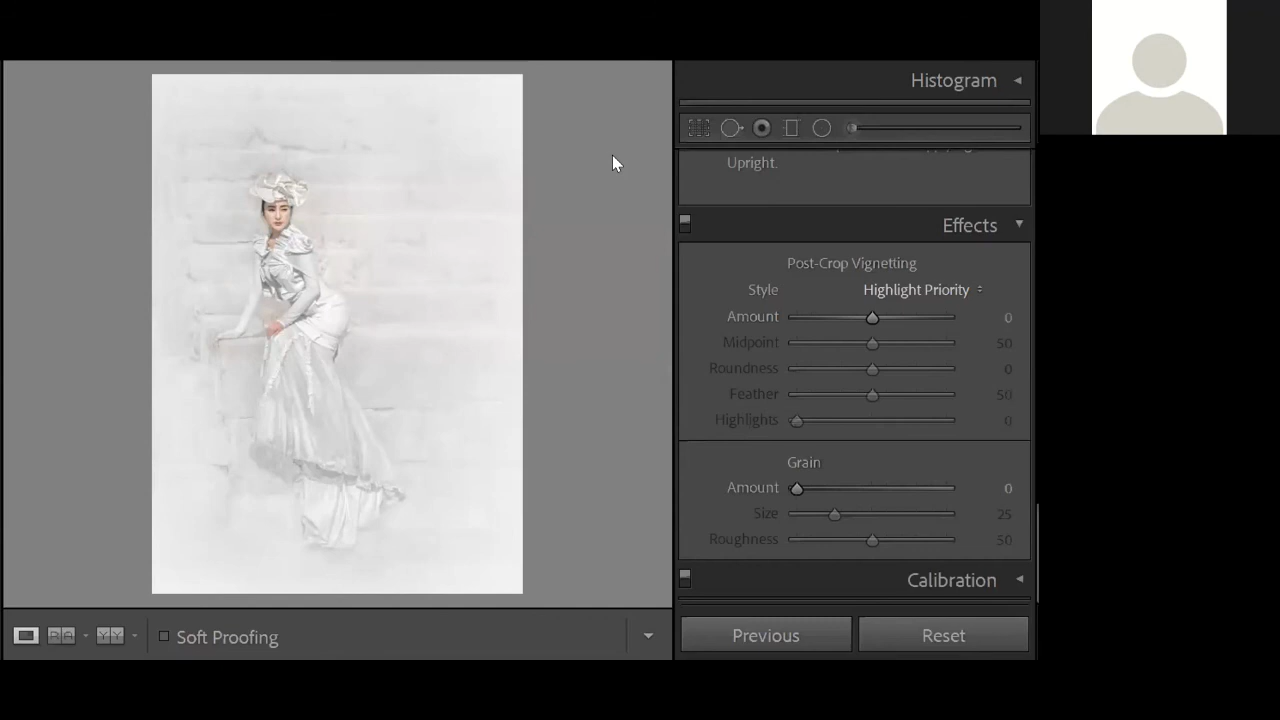 Histogram
Upright.
Effects
Post-Crop Vignetting
Style Highlight Priority
Amount 0
Midpoint 50
Roundness 0
Feather 50
Highlights 0
Grain
Amount 0
Size 25
Roughness 50
Calibration
Previous Reset
R A Y Y Soft Proofing